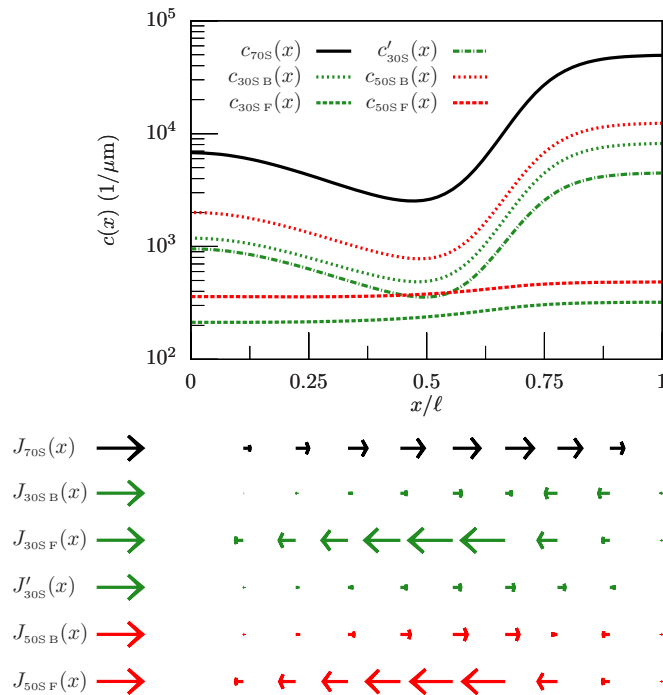 10^5
c_70S(x) c'_30S(x)
c_30S B(x) c_50S B(x)
c_30S F(x) c_50S F(x)
10^4
c(x) (1/μm)
10^3
10^2
0 0.25 0.5 0.75 1
x/ℓ
J_70S(x)
J_30S B(x)
J_30S F(x)
J'_30S(x)
J_50S B(x)
J_50S F(x)